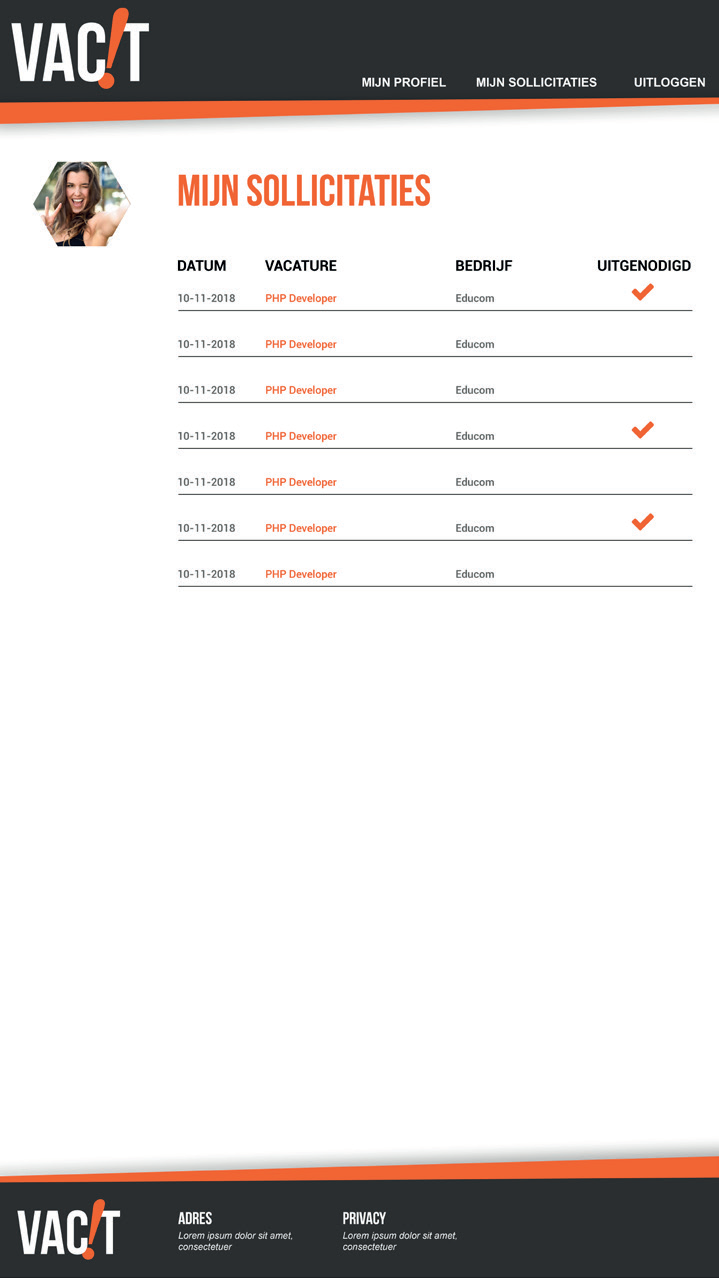 VAC!T
MIJN PROFIEL MIJN SOLLICITATIES UITLOGGEN
MIJN SOLLICITATIES
DATUM VACATURE BEDRIJF UITGENODIGD
10-11-2018 PHP Developer Educom
10-11-2018 PHP Developer Educom
10-11-2018 PHP Developer Educom
10-11-2018 PHP Developer Educom
10-11-2018 PHP Developer Educom
10-11-2018 PHP Developer Educom
10-11-2018 PHP Developer Educom
VAC!T
ADRES
Lorem ipsum dolor sit amet,
consectetuer
PRIVACY
Lorem ipsum dolor sit amet,
consectetuer